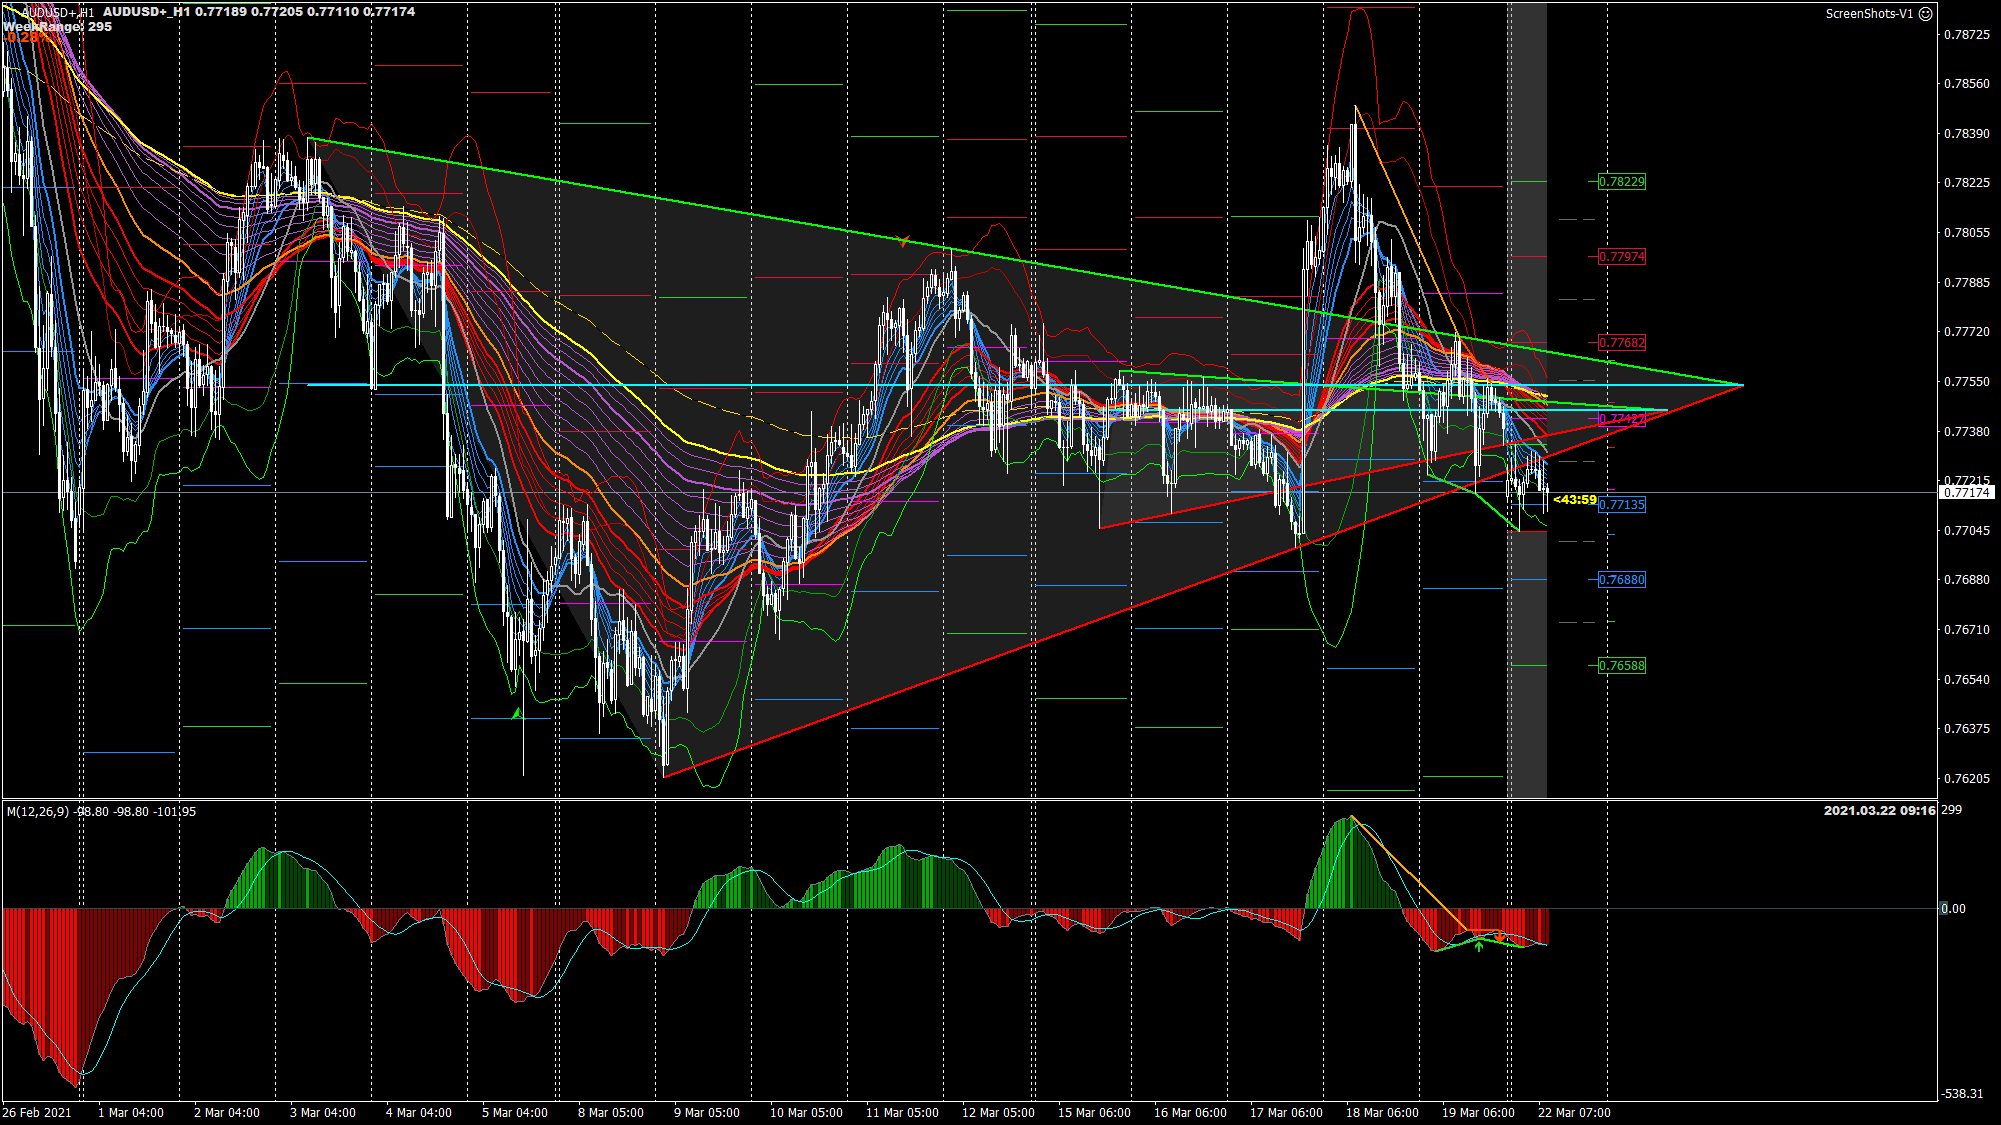 AUDUSD+,H1 AUDUSD+_H1 0.77189 0.77205 0.77110 0.77174
ScreenShots-V1
WeekRange: 295
0.78725
0.78560
0.78390
0.78225
0.78229
0.78055
0.77974
0.77885
0.77720
0.77682
0.77550
0.77427
0.77380
0.77215
0.77174
<43:59
0.77135
0.77045
0.76880
0.76880
0.76710
0.76588
0.76540
0.76375
0.76205
M(12,26,9) -98.80 -98.80 -101.95
2021.03.22 09:16
299
0.00
-538.31
26 Feb 2021
1 Mar 04:00
2 Mar 04:00
3 Mar 04:00
4 Mar 04:00
5 Mar 04:00
8 Mar 05:00
9 Mar 05:00
10 Mar 05:00
11 Mar 05:00
12 Mar 05:00
15 Mar 06:00
16 Mar 06:00
17 Mar 06:00
18 Mar 06:00
19 Mar 06:00
22 Mar 07:00